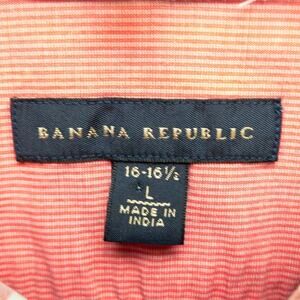 BANANA REPUBLIC
16-16½
L
MADE IN
INDIA